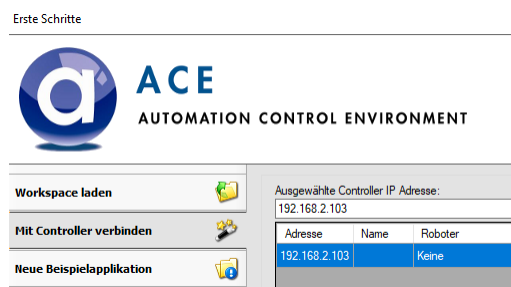 Erste Schritte
a
ACE
AUTOMATION CONTROL ENVIRONMENT
Workspace laden
Mit Controller verbinden
Neue Beispielapplikation
Ausgewählte Controller IP Adresse:
192.168.2.103
Adresse Name Roboter
192.168.2.103 Keine